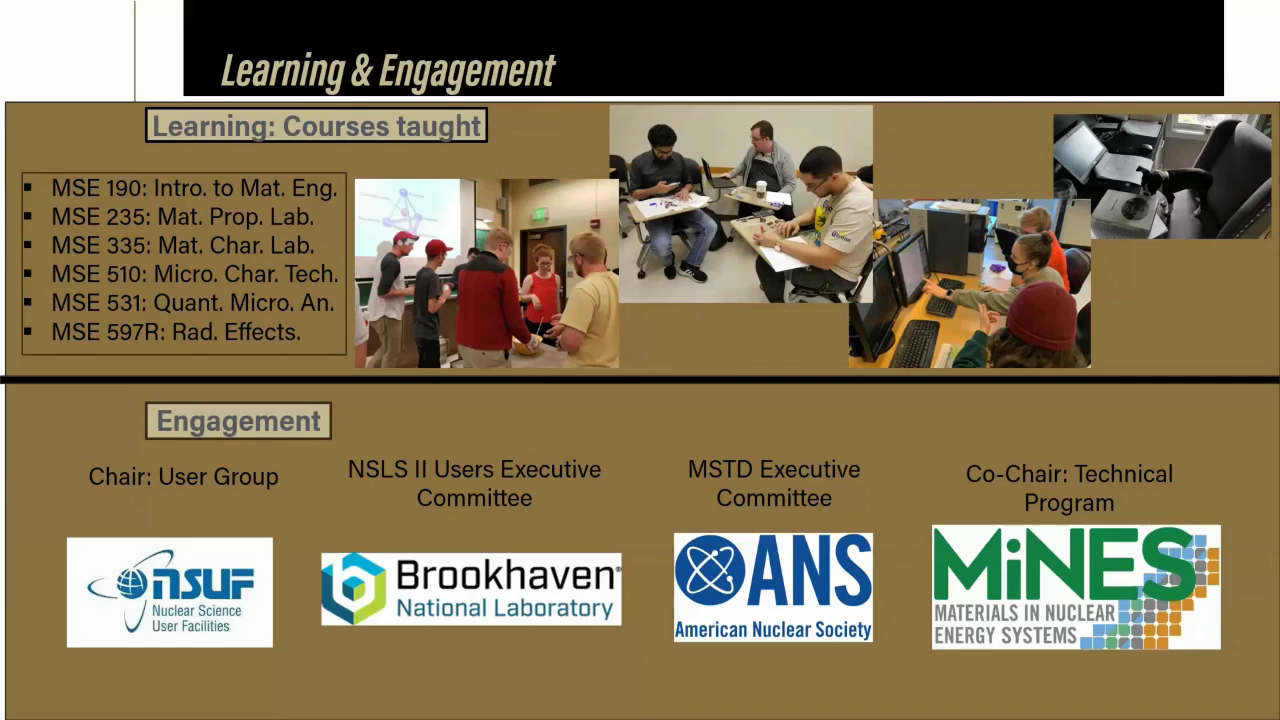 Learning & Engagement
Learning: Courses taught
▪ MSE 190: Intro. to Mat. Eng.
▪ MSE 235: Mat. Prop. Lab.
▪ MSE 335: Mat. Char. Lab.
▪ MSE 510: Micro. Char. Tech.
▪ MSE 531: Quant. Micro. An.
▪ MSE 597R: Rad. Effects.
Engagement
Chair: User Group
NSLS II Users Executive
Committee
MSTD Executive
Committee
Co-Chair: Technical
Program
nsuf
Nuclear Science
User Facilities
Brookhaven
National Laboratory
ANS
American Nuclear Society
MiNES
MATERIALS IN NUCLEAR
ENERGY SYSTEMS